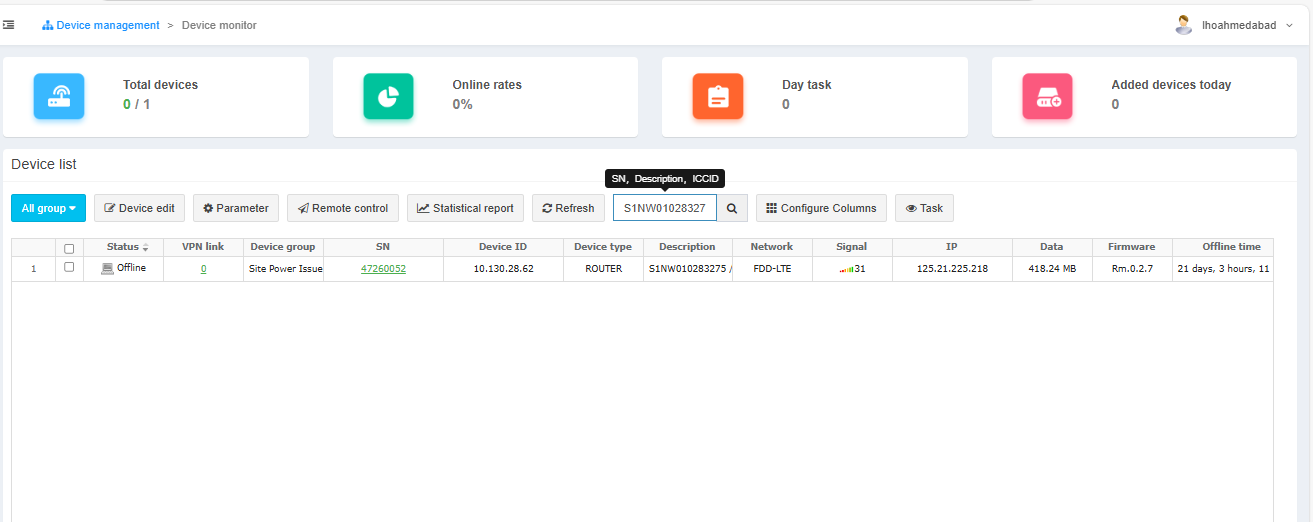 Device management > Device monitor
lhoahmedabad
Total devices
0 / 1
Online rates
0%
Day task
0
Added devices today
0
Device list
SN, Description, ICCID
All group
Device edit
Parameter
Remote control
Statistical report
Refresh
S1NW01028327
Configure Columns
Task
Status VPN link Device group SN Device ID Device type Description Network Signal IP Data Firmware Offline time
1 Offline 0 Site Power Issue 47260052 10.130.28.62 ROUTER S1NW010283275 / FDD-LTE 31 125.21.225.218 418.24 MB Rm.0.2.7 21 days, 3 hours, 11